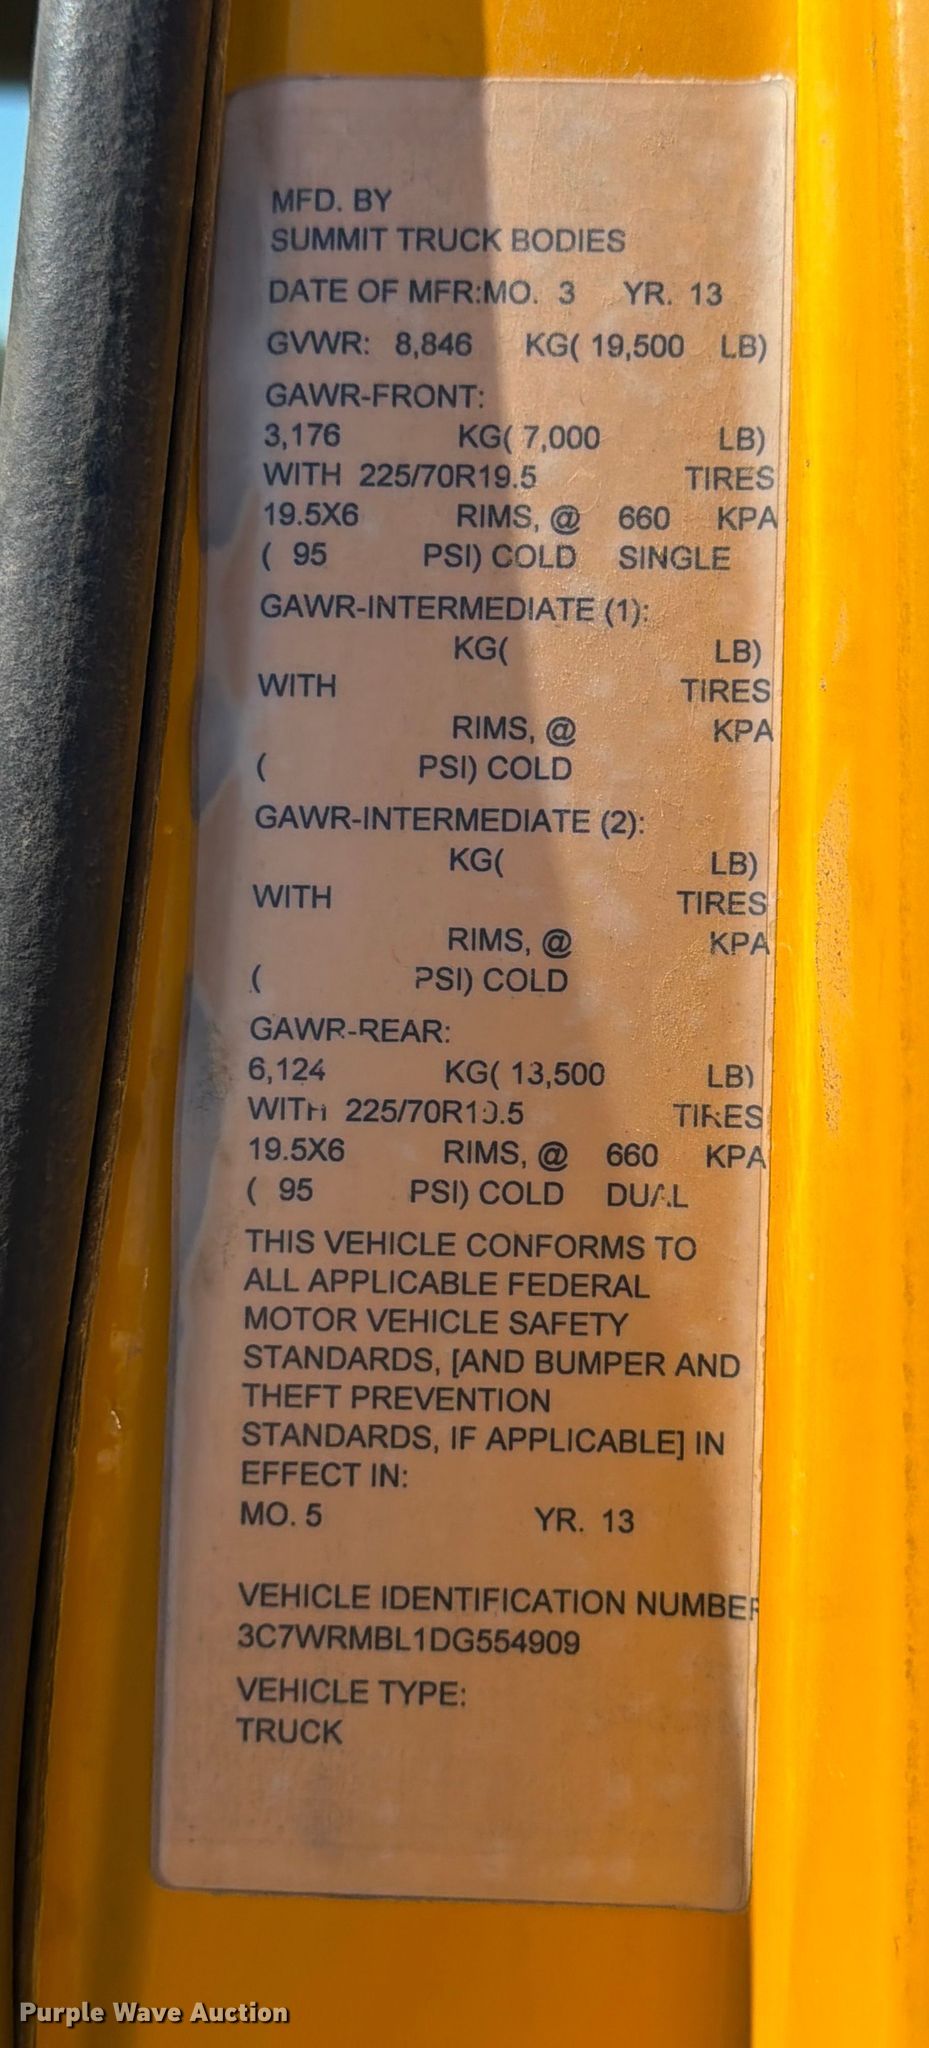 MFD. BY
SUMMIT TRUCK BODIES
DATE OF MFR:MO. 3 YR. 13
GVWR: 8,846 KG( 19,500 LB)
GAWR-FRONT:
3,176 KG( 7,000 LB)
WITH 225/70R19.5 TIRES
19.5X6 RIMS, @ 660 KPA
( 95 PSI) COLD SINGLE
GAWR-INTERMEDIATE (1):
KG( LB)
WITH TIRES
RIMS, @ KPA
( PSI) COLD
GAWR-INTERMEDIATE (2):
KG( LB)
WITH TIRES
RIMS, @ KPA
( PSI) COLD
GAWR-REAR:
6,124 KG( 13,500 LB)
WITH 225/70R19.5 TIRES
19.5X6 RIMS, @ 660 KPA
( 95 PSI) COLD DUAL
THIS VEHICLE CONFORMS TO
ALL APPLICABLE FEDERAL
MOTOR VEHICLE SAFETY
STANDARDS, [AND BUMPER AND
THEFT PREVENTION
STANDARDS, IF APPLICABLE] IN
EFFECT IN:
MO. 5 YR. 13
VEHICLE IDENTIFICATION NUMBER
3C7WRMBL1DG554909
VEHICLE TYPE:
TRUCK
Purple Wave Auction